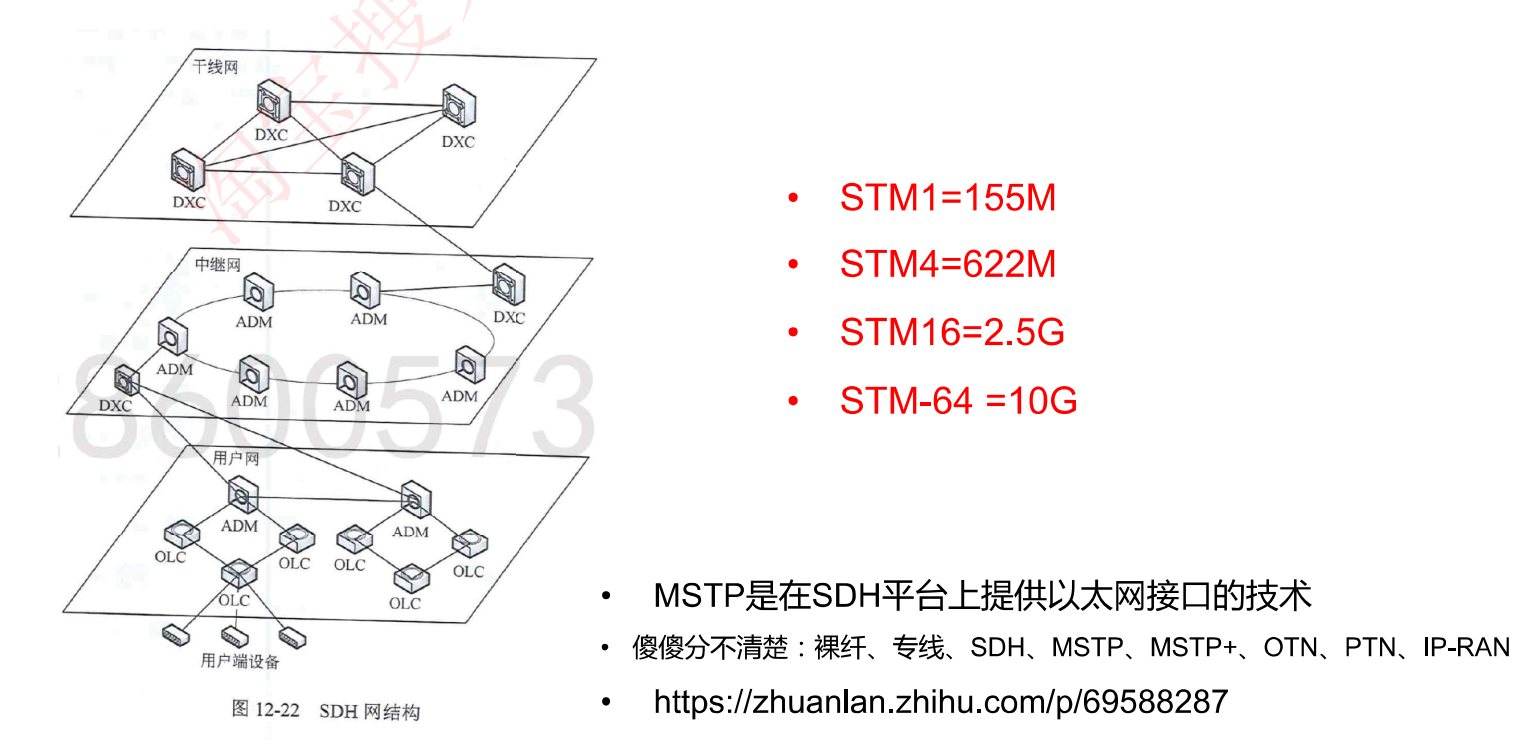 淘宝搜
干线网
DXC
DXC
DXC
DXC
中继网
ADM
ADM
DXC
ADM
ADM
ADM
ADM
DXC
8600573
用户网
ADM
ADM
OLC
OLC
OLC
OLC
OLC
OLC
用户端设备
图 12-22 SDH 网结构
• STM1=155M
• STM4=622M
• STM16=2.5G
• STM-64 =10G
• MSTP是在SDH平台上提供以太网接口的技术
• 傻傻分不清楚：裸纤、专线、SDH、MSTP、MSTP+、OTN、PTN、IP-RAN
• https://zhuanlan.zhihu.com/p/69588287